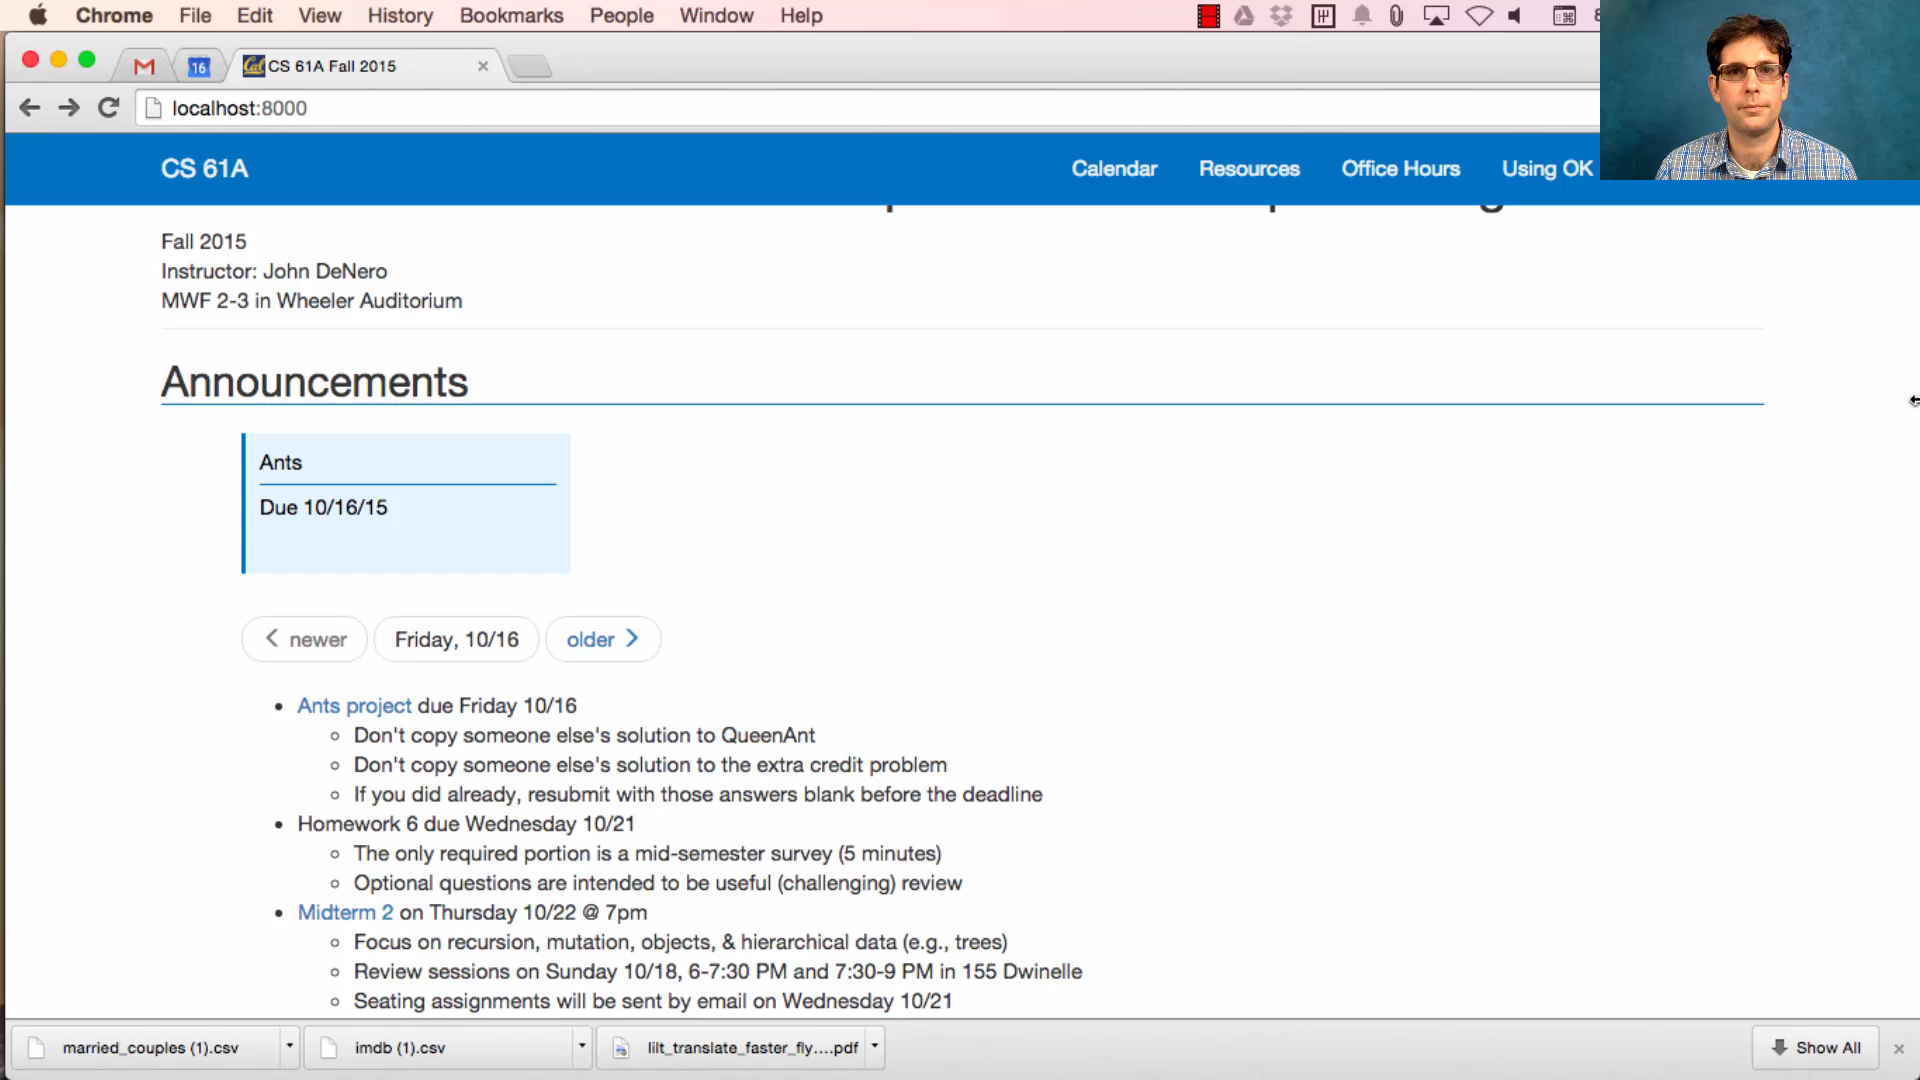 Chrome File Edit View History Bookmarks People Window Help
16 Cal CS 61A Fall 2015
localhost:8000
CS 61A Calendar Resources Office Hours Using OK
Fall 2015
Instructor: John DeNero
MWF 2-3 in Wheeler Auditorium
Announcements
Ants
Due 10/16/15
newer Friday, 10/16 older
Ants project due Friday 10/16
Don't copy someone else's solution to QueenAnt
Don't copy someone else's solution to the extra credit problem
If you did already, resubmit with those answers blank before the deadline
Homework 6 due Wednesday 10/21
The only required portion is a mid-semester survey (5 minutes)
Optional questions are intended to be useful (challenging) review
Midterm 2 on Thursday 10/22 @ 7pm
Focus on recursion, mutation, objects, & hierarchical data (e.g., trees)
Review sessions on Sunday 10/18, 6-7:30 PM and 7:30-9 PM in 155 Dwinelle
Seating assignments will be sent by email on Wednesday 10/21
married_couples (1).csv imdb (1).csv lilt_translate_faster_fly....pdf Show All